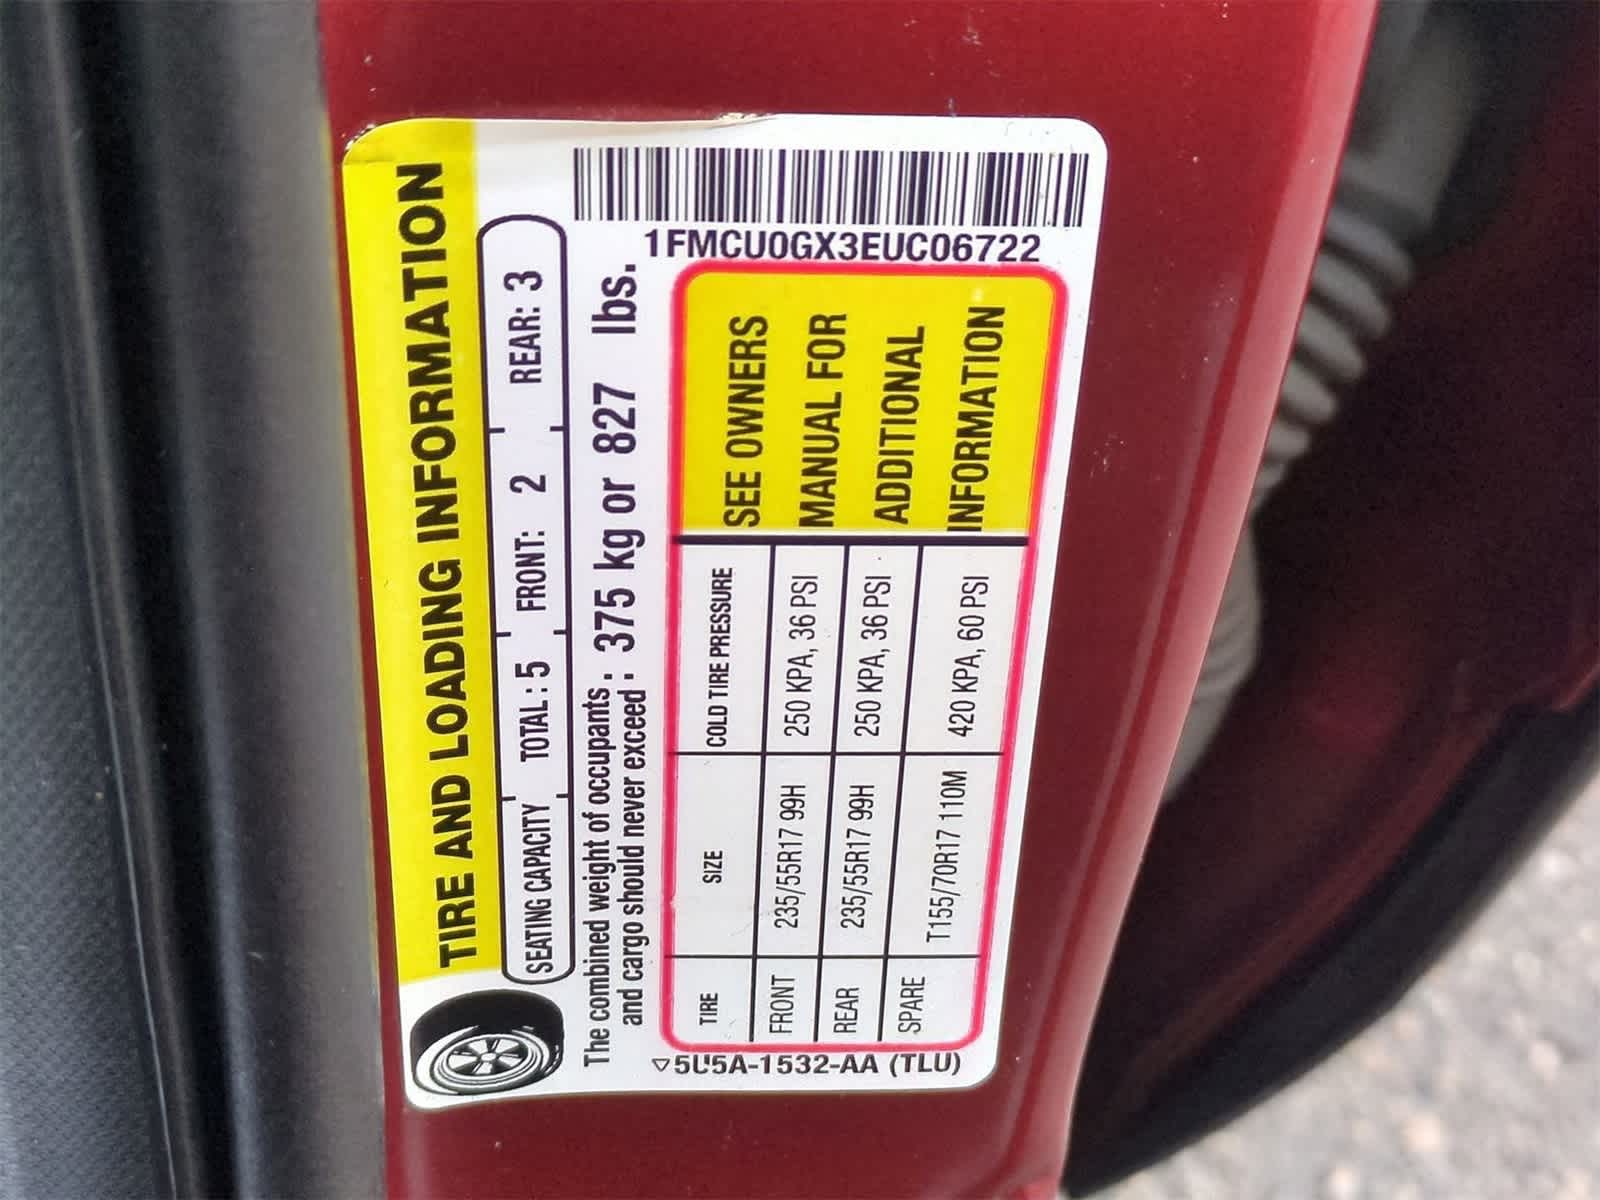 TIRE AND LOADING INFORMATION
SEATING CAPACITY TOTAL: 5 FRONT: 2 REAR: 3
The combined weight of occupants : 375 kg or 827 lbs.
and cargo should never exceed :
1FMCU0GX3EUC06722
TIRE SIZE COLD TIRE PRESSURE
FRONT 235/55R17 99H 250 KPA, 36 PSI
REAR 235/55R17 99H 250 KPA, 36 PSI
SPARE T155/70R17 110M 420 KPA, 60 PSI
SEE OWNERS
MANUAL FOR
ADDITIONAL
INFORMATION
5U5A-1532-AA (TLU)